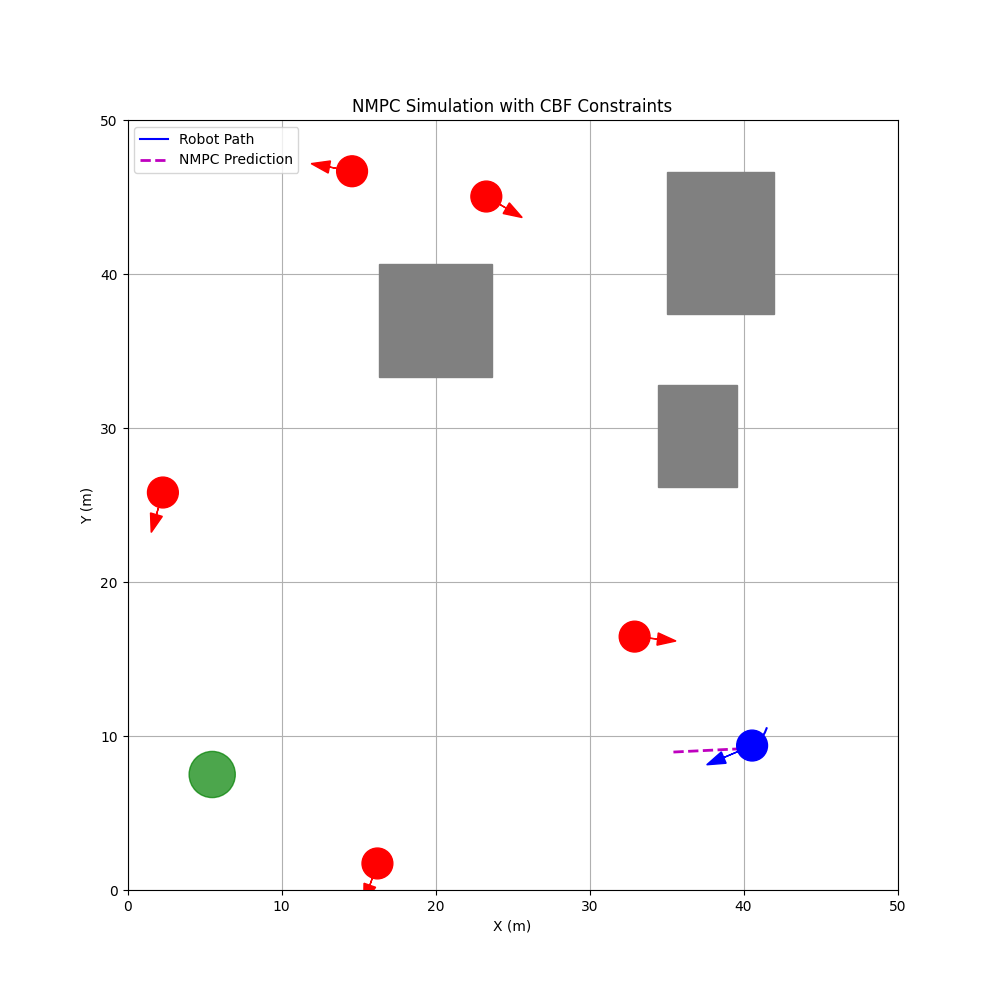 NMPC Simulation with CBF Constraints
Robot Path
NMPC Prediction
50
40
30
20
10
0
Y (m)
0 10 20 30 40 50
X (m)